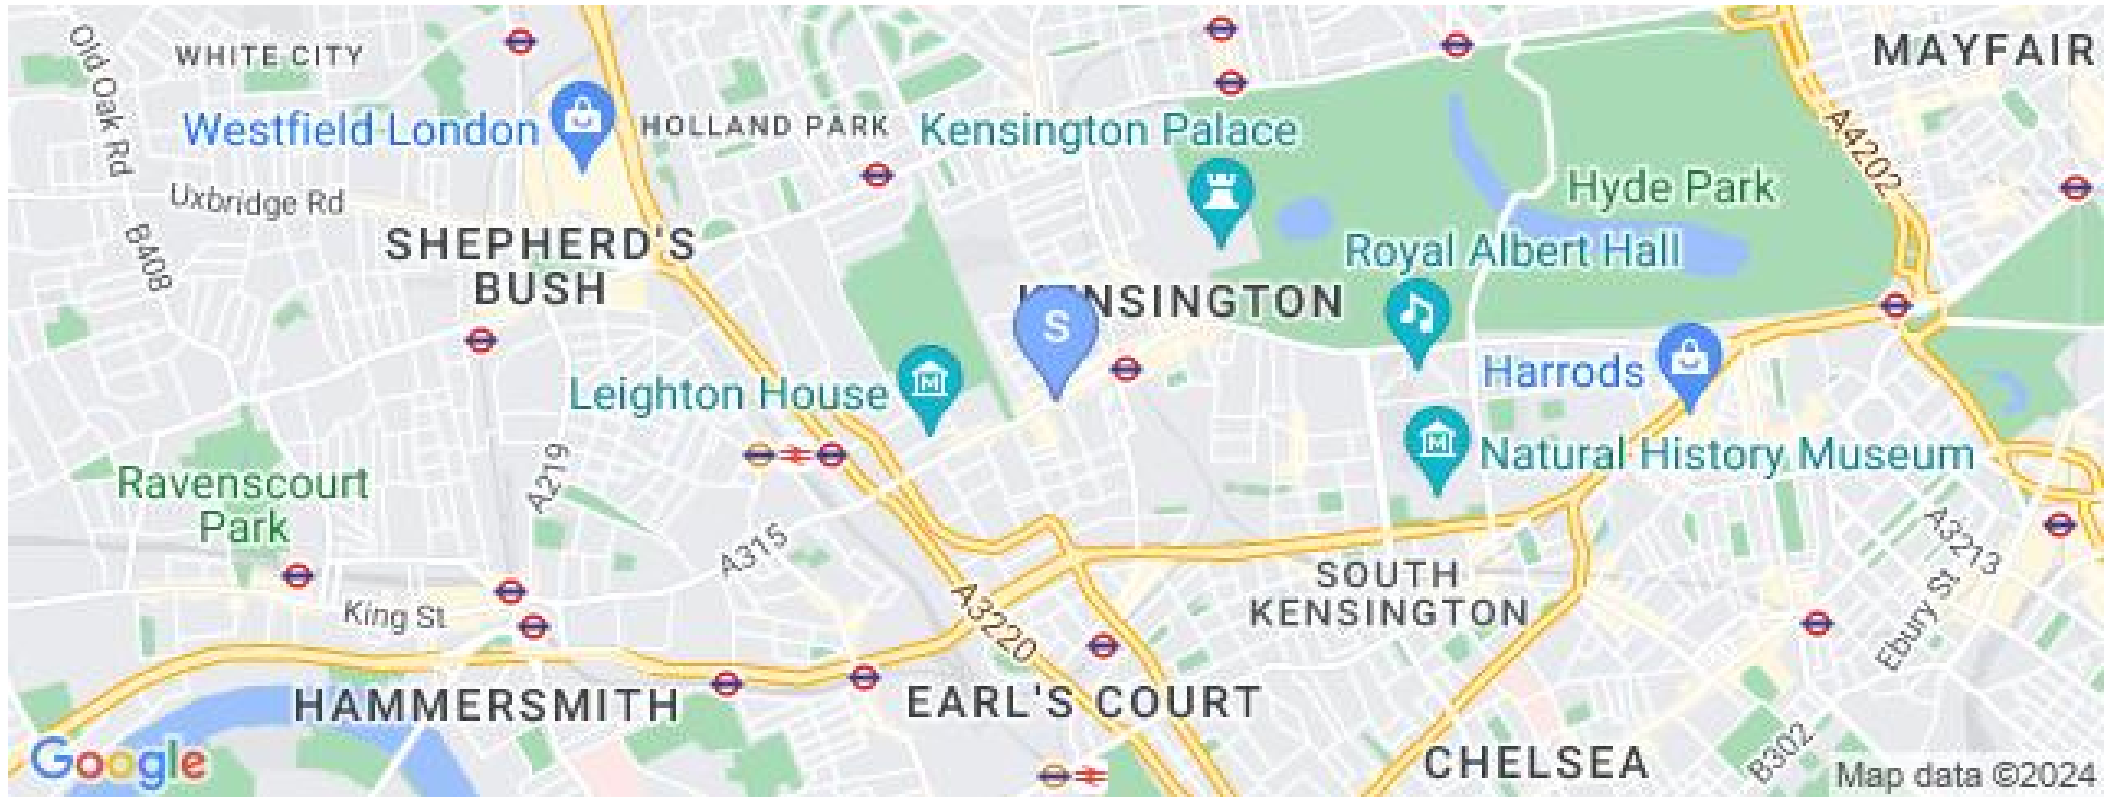 WHITE CITY
Old Oak Rd
Westfield London
HOLLAND PARK
Kensington Palace
MAYFAIR
A4202
Uxbridge Rd
B408
SHEPHERD'S
BUSH
Hyde Park
Royal Albert Hall
KENSINGTON
S
Leighton House
Harrods
Natural History Museum
Ravenscourt
Park
A219
A315
King St
A3220
SOUTH
KENSINGTON
A3213
Ebury St
HAMMERSMITH
EARL'S COURT
CHELSEA
B302
Google
Map data ©2024